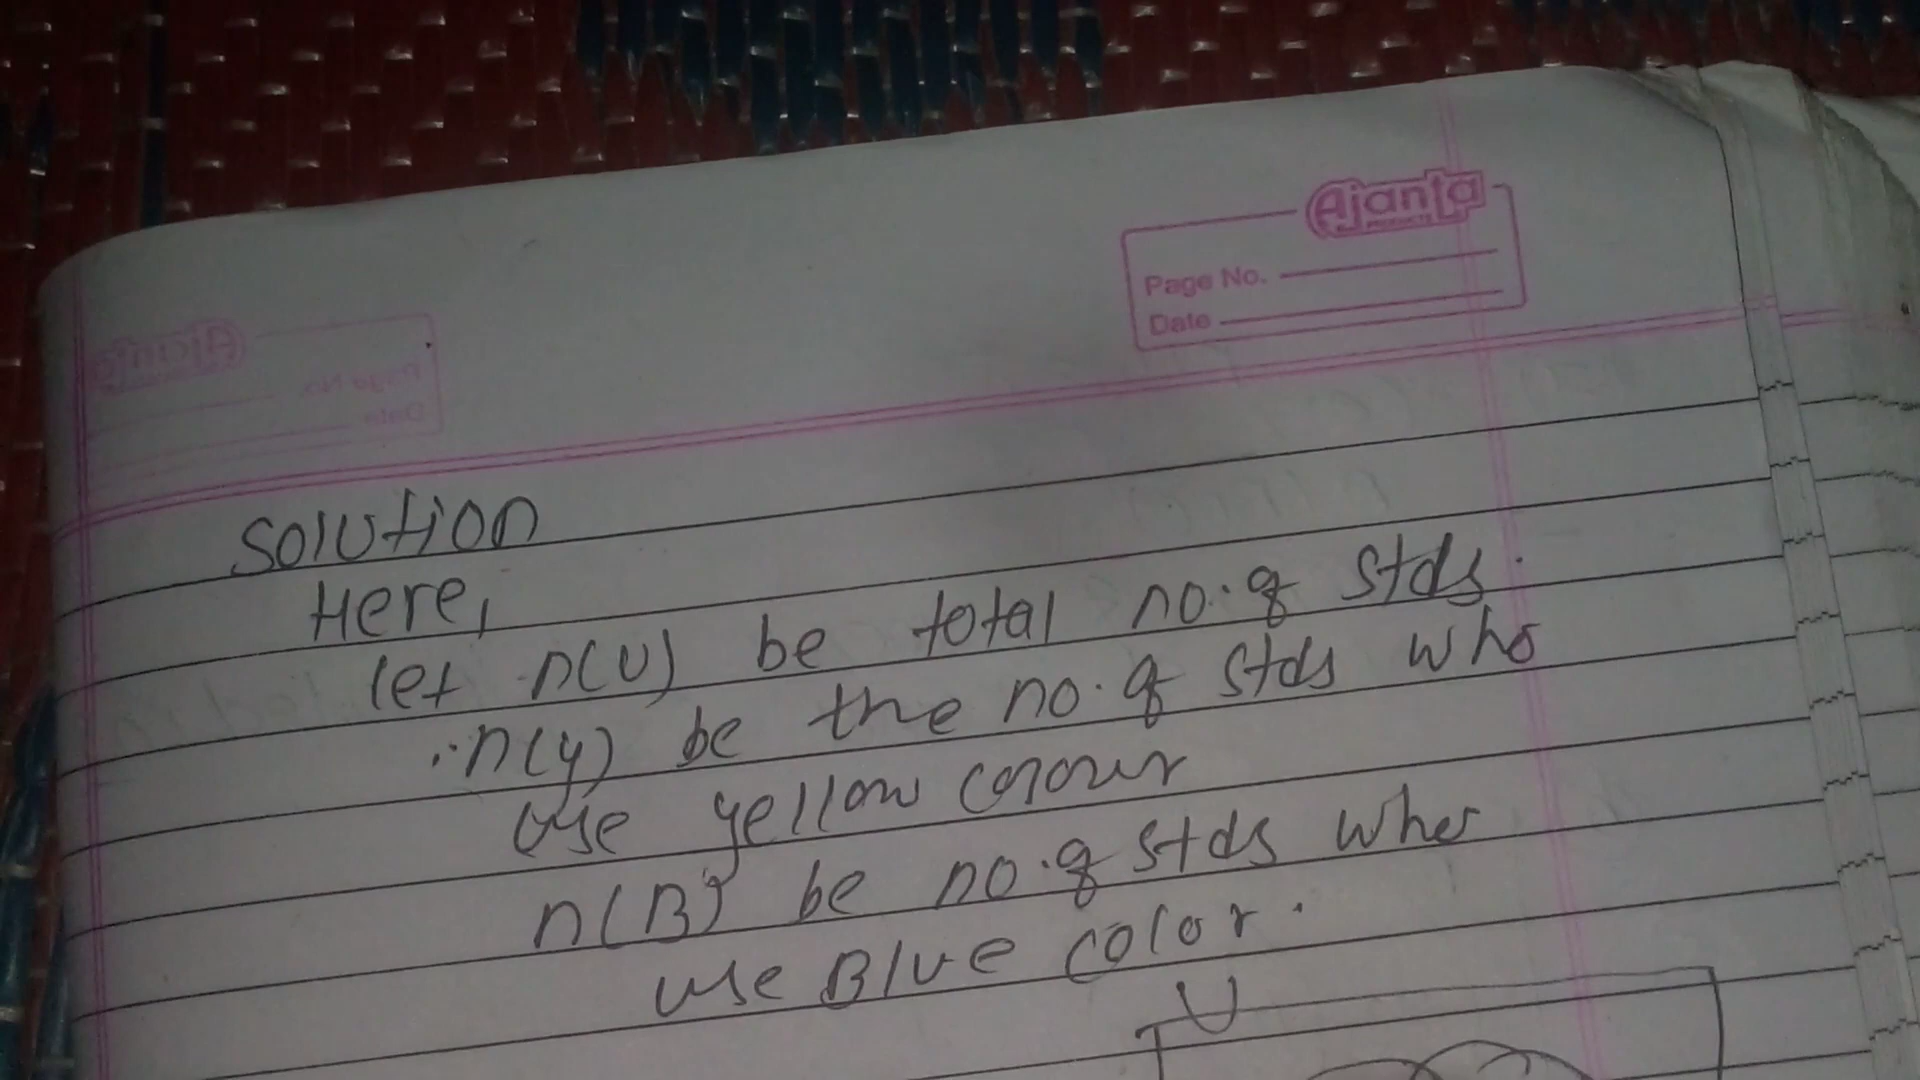 Ajanta
PRODUCTS
Page No.
Date
Solution
Here,
let n(U) be total no. of stds.
∴ n(y) be the no. of stds who
use yellow colour
n(B) be no. of stds who
use Blue color.
U